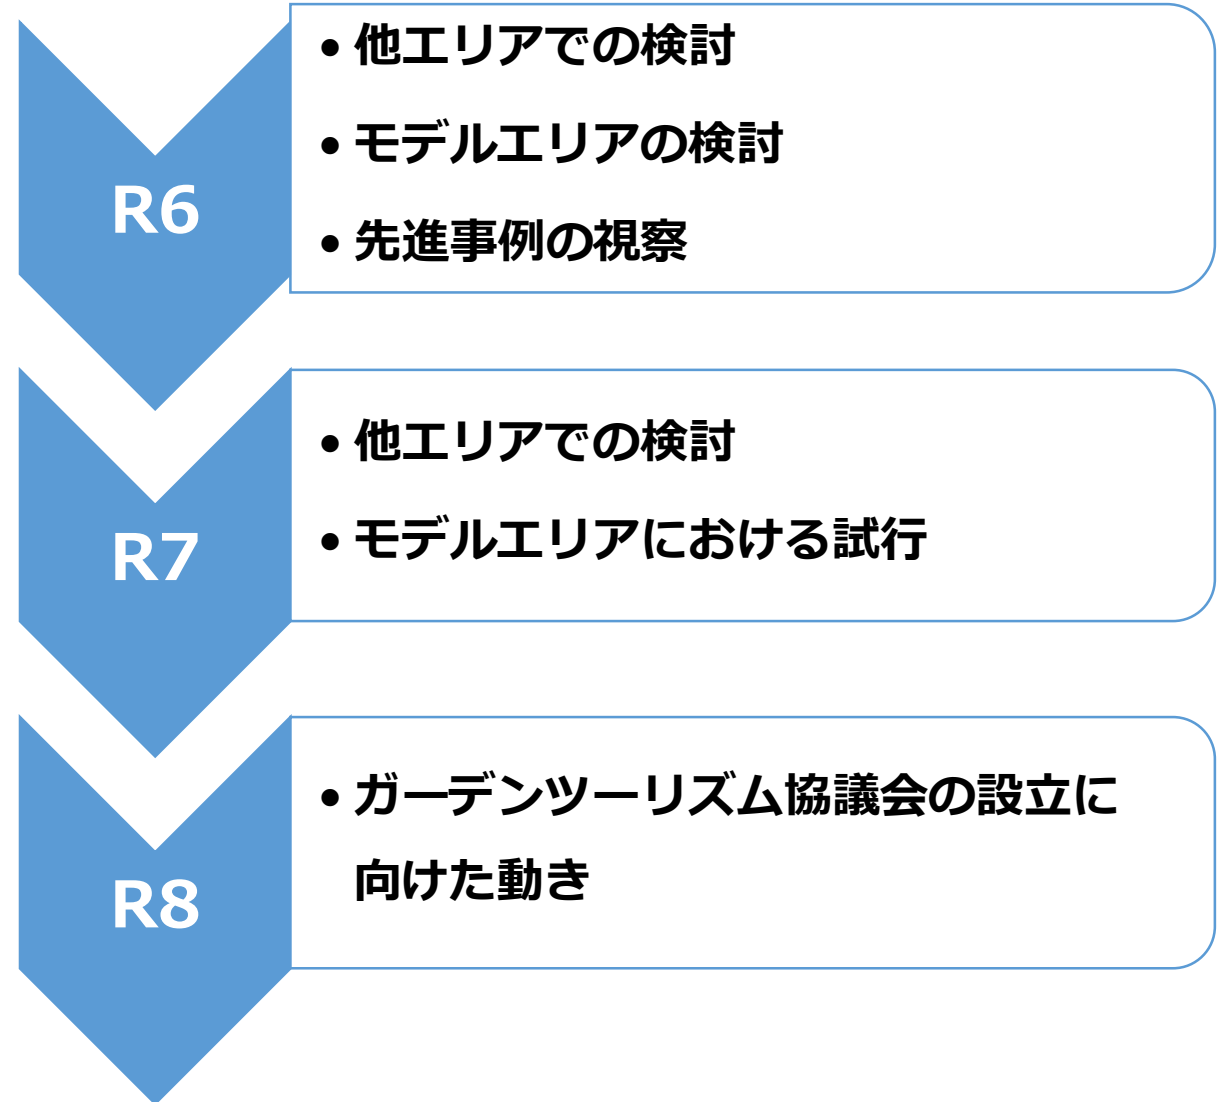 R6
• 他エリアでの検討
• モデルエリアの検討
• 先進事例の視察
R7
• 他エリアでの検討
• モデルエリアにおける試行
R8
• ガーデンツーリズム協議会の設立に
向けた動き